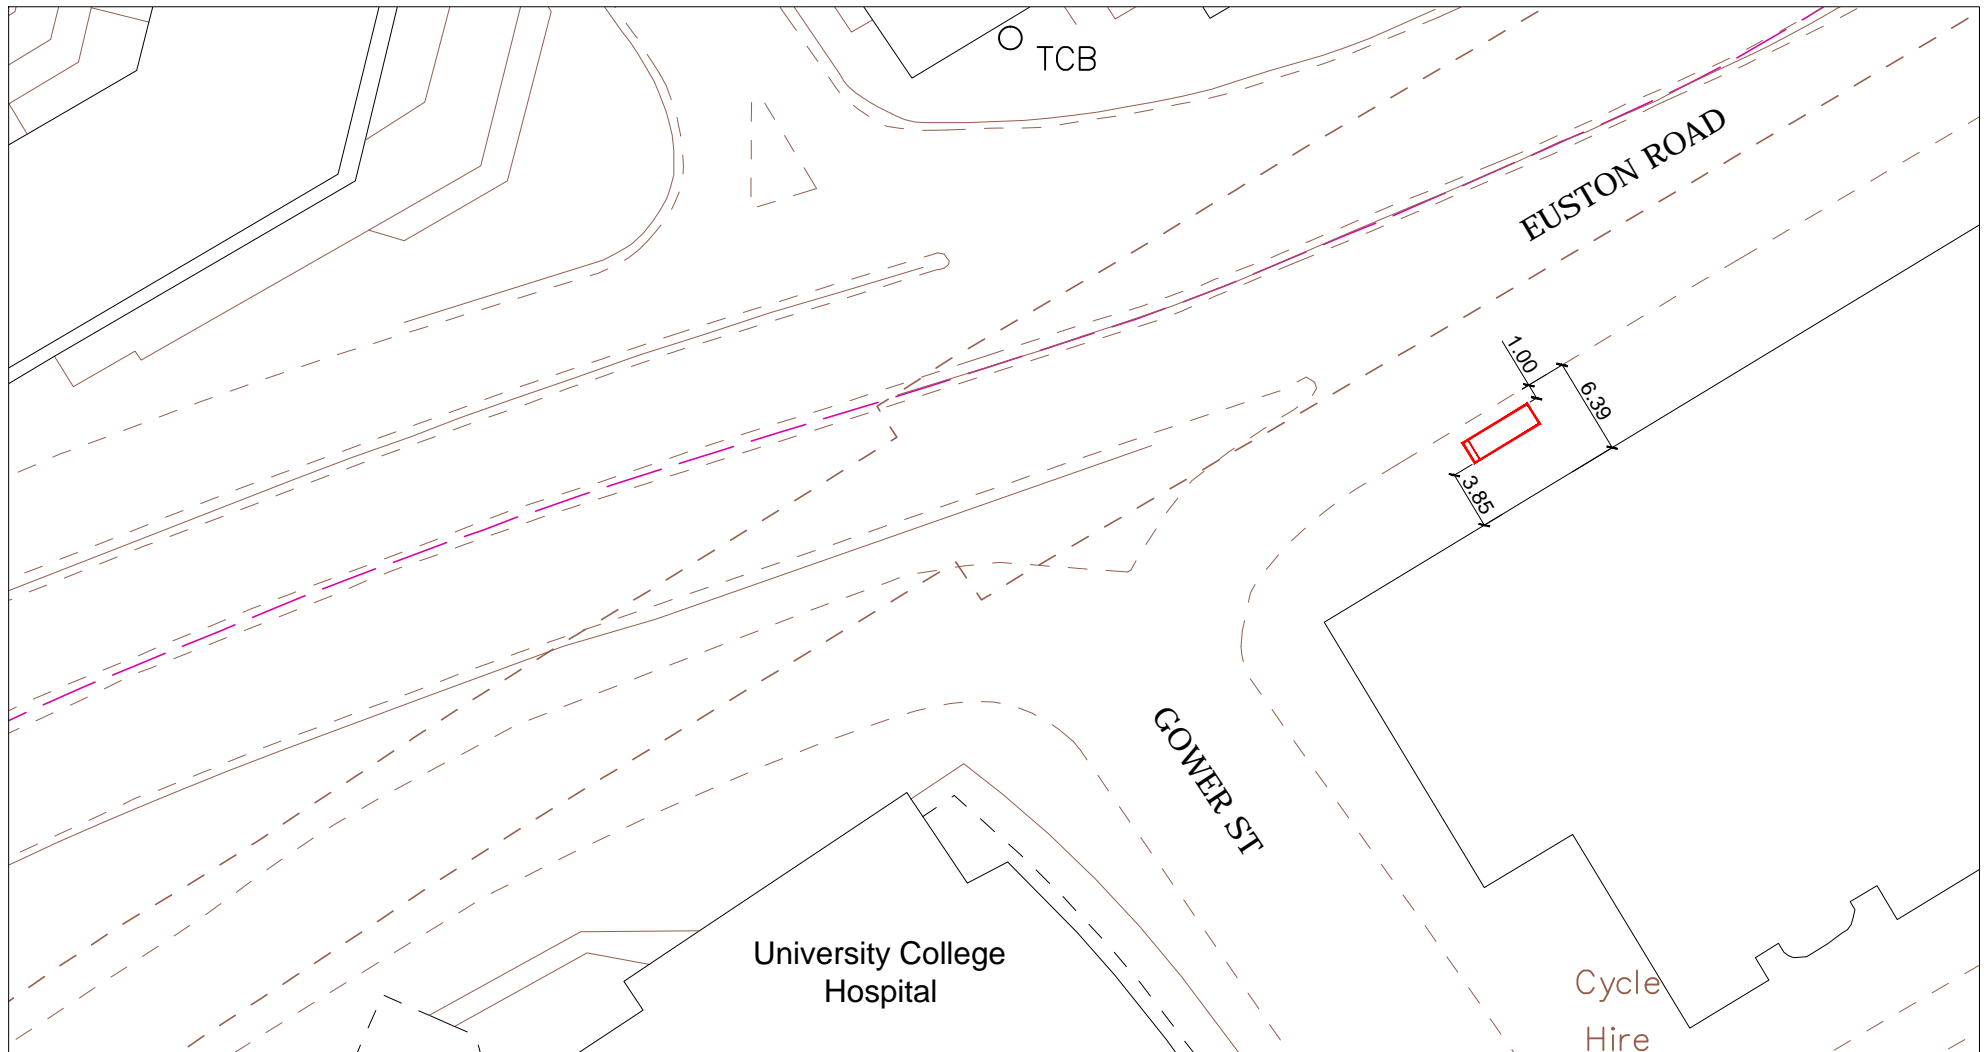 TCB
EUSTON ROAD
1.00
6.39
3.85
GOWER ST
University College
Hospital
Cycle
Hire